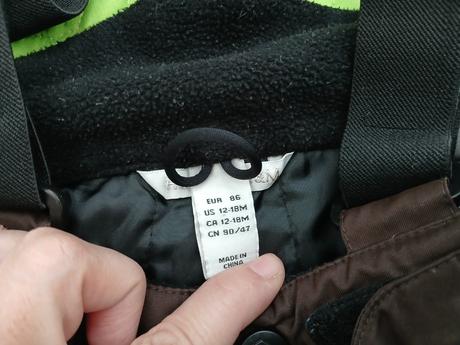 &M
EUR 86
US 12-18M
CA 12-18M
CN 90/47
MADE IN
CHINA